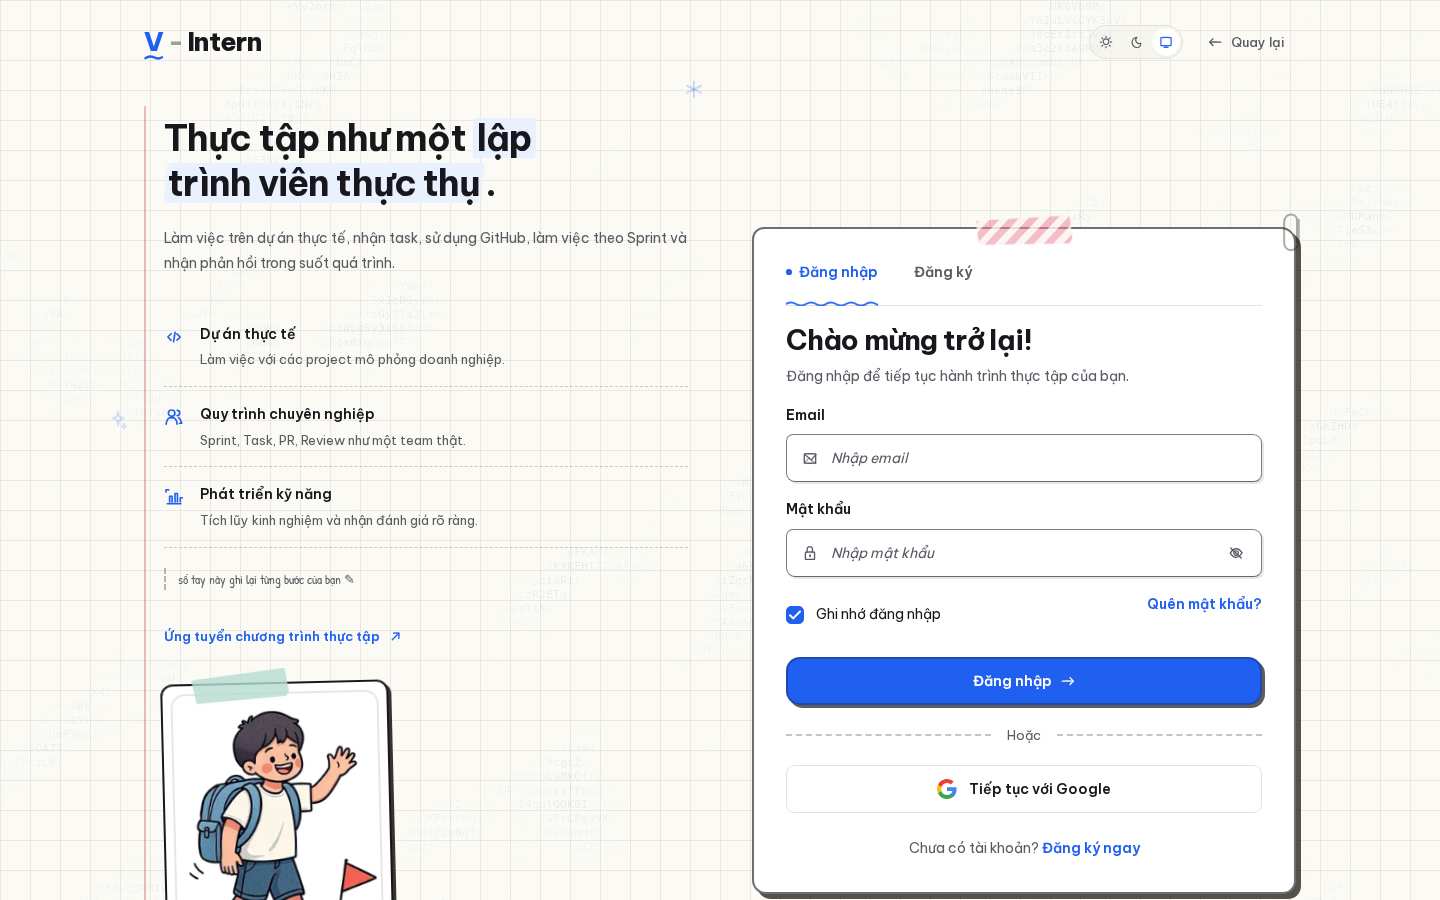 V - Intern
Quay lại
Thực tập như một lập
trình viên thực thụ.
Làm việc trên dự án thực tế, nhận task, sử dụng GitHub, làm việc theo Sprint và
nhận phản hồi trong suốt quá trình.
Dự án thực tế
Làm việc với các project mô phỏng doanh nghiệp.
Quy trình chuyên nghiệp
Sprint, Task, PR, Review như một team thật.
Phát triển kỹ năng
Tích lũy kinh nghiệm và nhận đánh giá rõ ràng.
sổ tay này ghi lại từng bước của bạn ✎
Ứng tuyển chương trình thực tập
Đăng nhập
Đăng ký
Chào mừng trở lại!
Đăng nhập để tiếp tục hành trình thực tập của bạn.
Email
Nhập email
Mật khẩu
Nhập mật khẩu
Ghi nhớ đăng nhập
Quên mật khẩu?
Đăng nhập
Hoặc
Tiếp tục với Google
Chưa có tài khoản? Đăng ký ngay